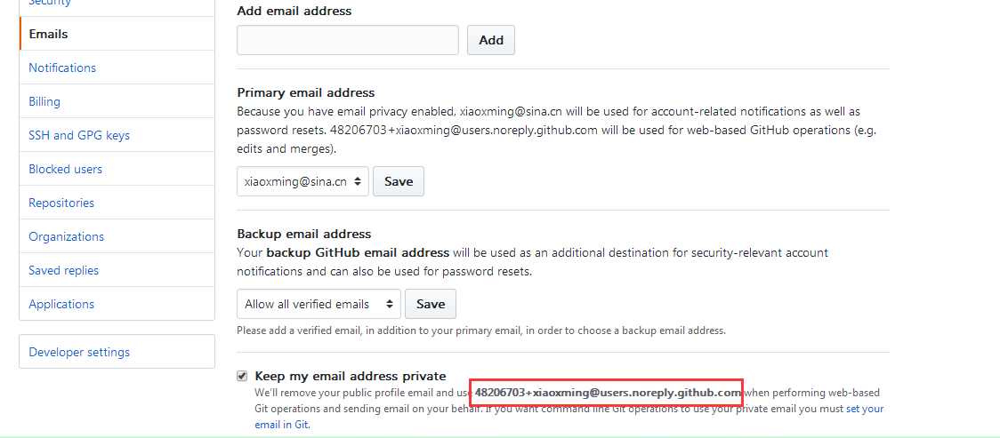 Security
Add email address
Emails
Add
Notifications
Billing
Primary email address
Because you have email privacy enabled, xiaoxming@sina.cn will be used for account-related notifications as well as
password resets. 48206703+xiaoxming@users.noreply.github.com will be used for web-based GitHub operations (e.g.
edits and merges).
SSH and GPG keys
Blocked users
xiaoxming@sina.cn Save
Repositories
Organizations
Backup email address
Your backup GitHub email address will be used as an additional destination for security-relevant account
notifications and can also be used for password resets.
Saved replies
Applications
Allow all verified emails Save
Please add a verified email, in addition to your primary email, in order to choose a backup email address.
Developer settings
Keep my email address private
We'll remove your public profile email and use 48206703+xiaoxming@users.noreply.github.com when performing web-based
Git operations and sending email on your behalf. If you want command line Git operations to use your private email you must set your
email in Git.